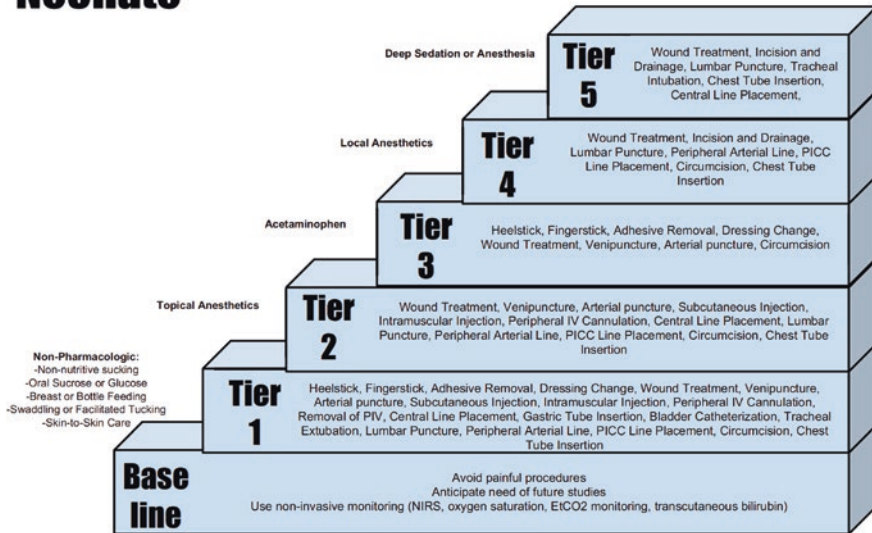 Neonate
Deep Sedation or Anesthesia
Tier
5
Wound Treatment, Incision and
Drainage, Lumbar Puncture, Tracheal
Intubation, Chest Tube Insertion,
Central Line Placement,
Local Anesthetics
Tier
4
Wound Treatment, Incision and Drainage,
Lumbar Puncture, Peripheral Arterial Line, PICC
Line Placement, Circumcision, Chest Tube
Insertion
Acetaminophen
Tier
3
Heelstick, Fingerstick, Adhesive Removal, Dressing Change,
Wound Treatment, Venipuncture, Arterial puncture, Circumcision
Topical Anesthetics
Tier
2
Wound Treatment, Venipuncture, Arterial puncture, Subcutaneous Injection,
Intramuscular Injection, Peripheral IV Cannulation, Central Line Placement, Lumbar
Puncture, Peripheral Arterial Line, PICC Line Placement, Circumcision, Chest Tube
Insertion
Non-Pharmacologic:
-Non-nutritive sucking
-Oral Sucrose or Glucose
-Breast or Bottle Feeding
-Swaddling or Facilitated Tucking
-Skin-to-Skin Care
Tier
1
Heelstick, Fingerstick, Adhesive Removal, Dressing Change, Wound Treatment, Venipuncture,
Arterial puncture, Subcutaneous Injection, Intramuscular Injection, Peripheral IV Cannulation,
Removal of PIV, Central Line Placement, Gastric Tube Insertion, Bladder Catheterization, Tracheal
Extubation, Lumbar Puncture, Peripheral Arterial Line, PICC Line Placement, Circumcision, Chest
Tube Insertion
Base
line
Avoid painful procedures
Anticipate need of future studies
Use non-invasive monitoring (NIRS, oxygen saturation, EtCO2 monitoring, transcutaneous bilirubin)